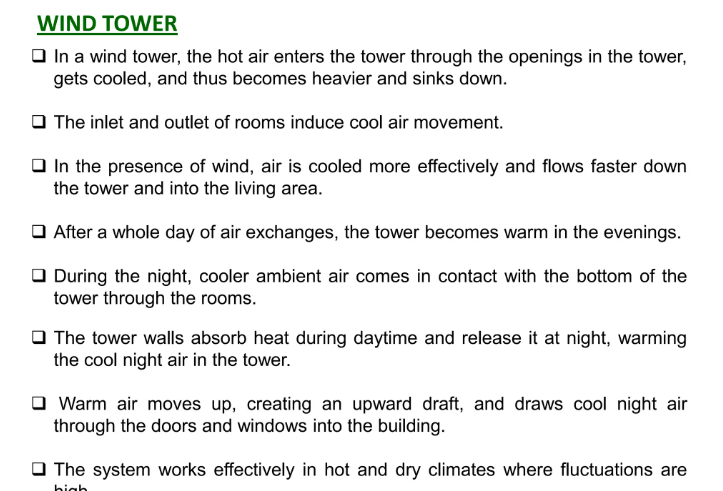 WIND TOWER
❑ In a wind tower, the hot air enters the tower through the openings in the tower,
gets cooled, and thus becomes heavier and sinks down.
❑ The inlet and outlet of rooms induce cool air movement.
❑ In the presence of wind, air is cooled more effectively and flows faster down
the tower and into the living area.
❑ After a whole day of air exchanges, the tower becomes warm in the evenings.
❑ During the night, cooler ambient air comes in contact with the bottom of the
tower through the rooms.
❑ The tower walls absorb heat during daytime and release it at night, warming
the cool night air in the tower.
❑ Warm air moves up, creating an upward draft, and draws cool night air
through the doors and windows into the building.
❑ The system works effectively in hot and dry climates where fluctuations are
high.